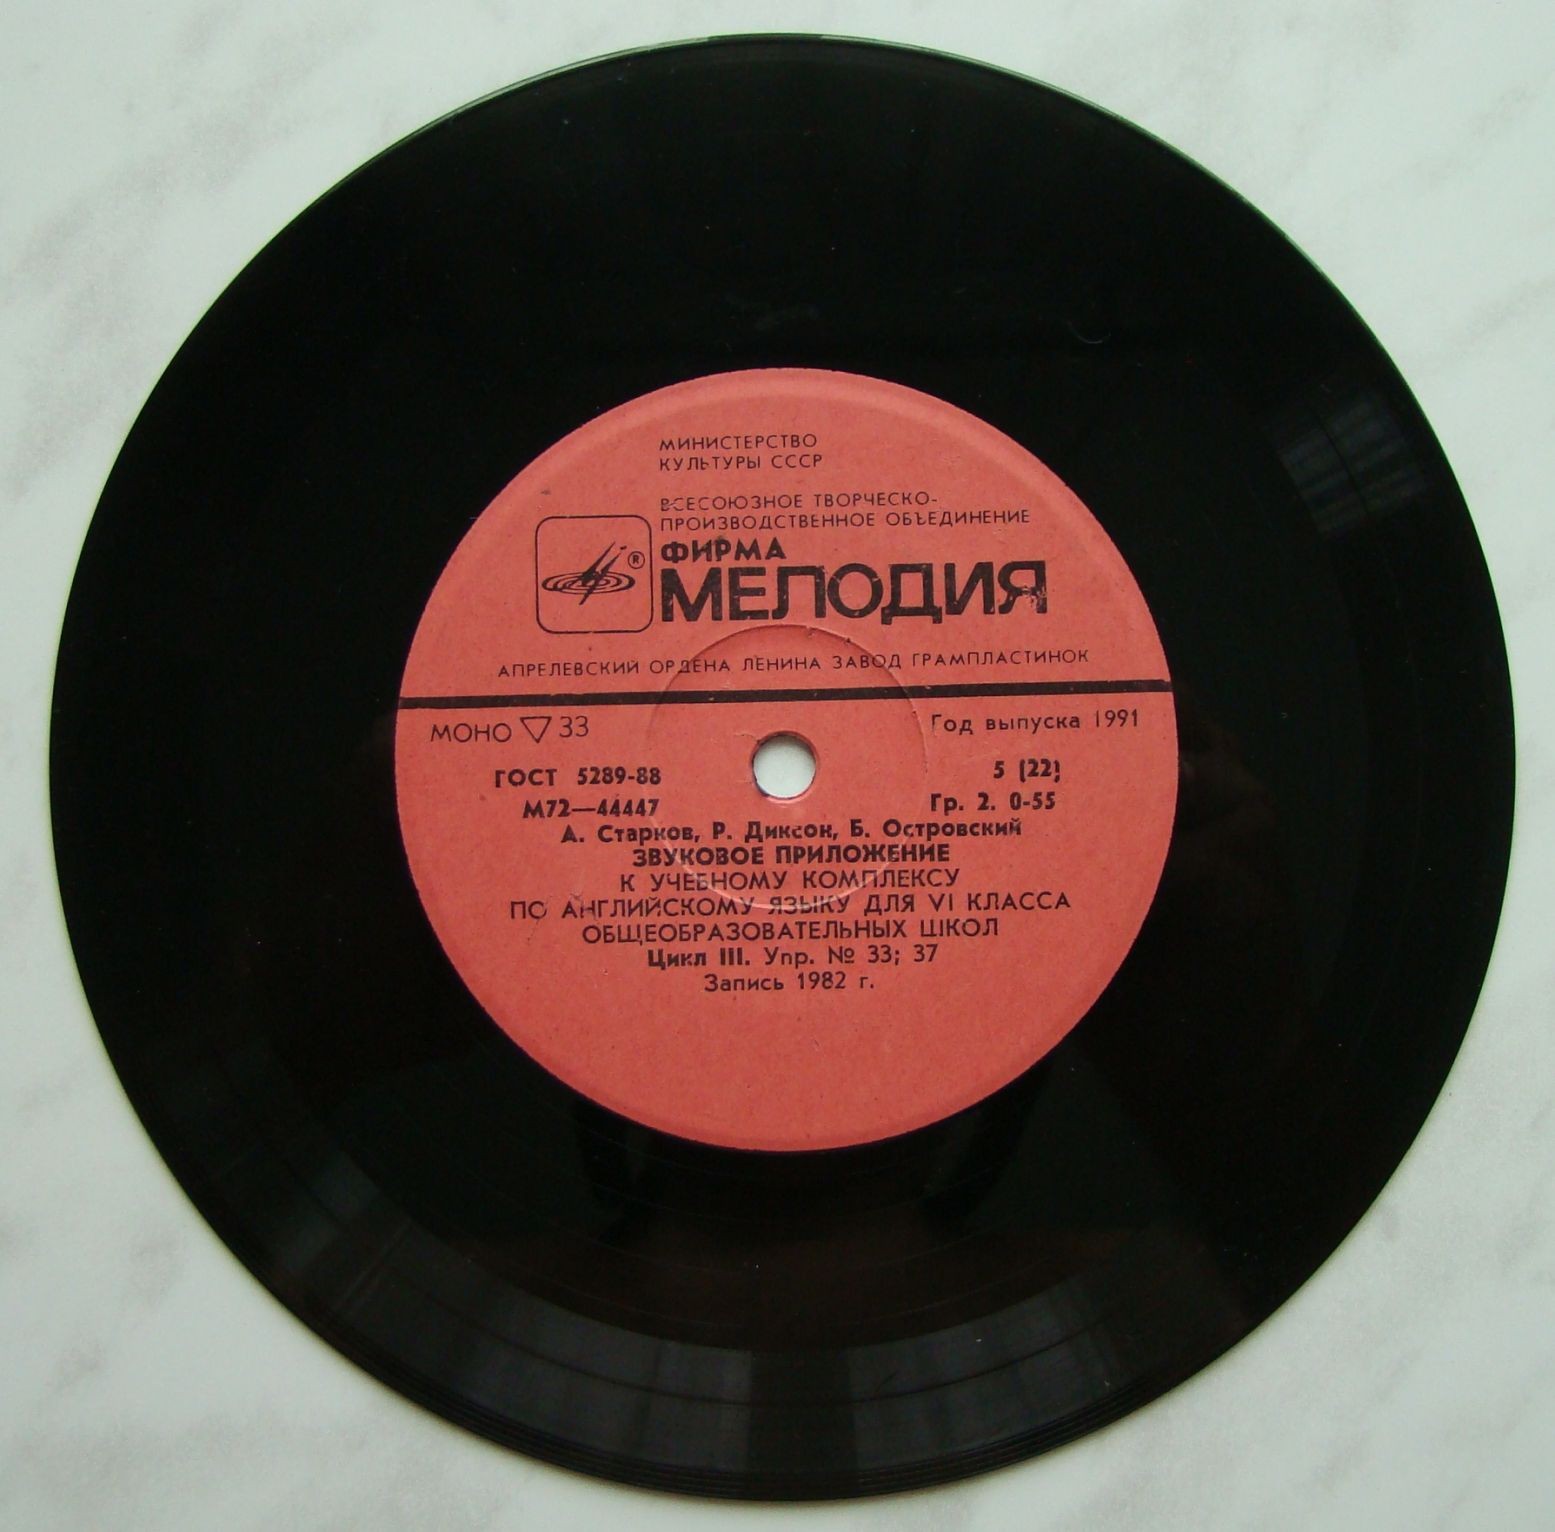 МИНИСТЕРСТВО
КУЛЬТУРЫ СССР
ВСЕСОЮЗНОЕ ТВОРЧЕСКО-
ПРОИЗВОДСТВЕННОЕ ОБЪЕДИНЕНИЕ
ФИРМА
®
МЕЛОДИЯ
АПРЕЛЕВСКИЙ ОРДЕНА ЛЕНИНА ЗАВОД ГРАМПЛАСТИНОК
МОНО ▽ 33 Год выпуска 1991
ГОСТ 5289-88 5 (22)
М72—44447 Гр. 2. 0-55
А. Старков, Р. Диксон, Б. Островский
ЗВУКОВОЕ ПРИЛОЖЕНИЕ
К УЧЕБНОМУ КОМПЛЕКСУ
ПО АНГЛИЙСКОМУ ЯЗЫКУ ДЛЯ VI КЛАССА
ОБЩЕОБРАЗОВАТЕЛЬНЫХ ШКОЛ
Цикл III. Упр. № 33; 37
Запись 1982 г.